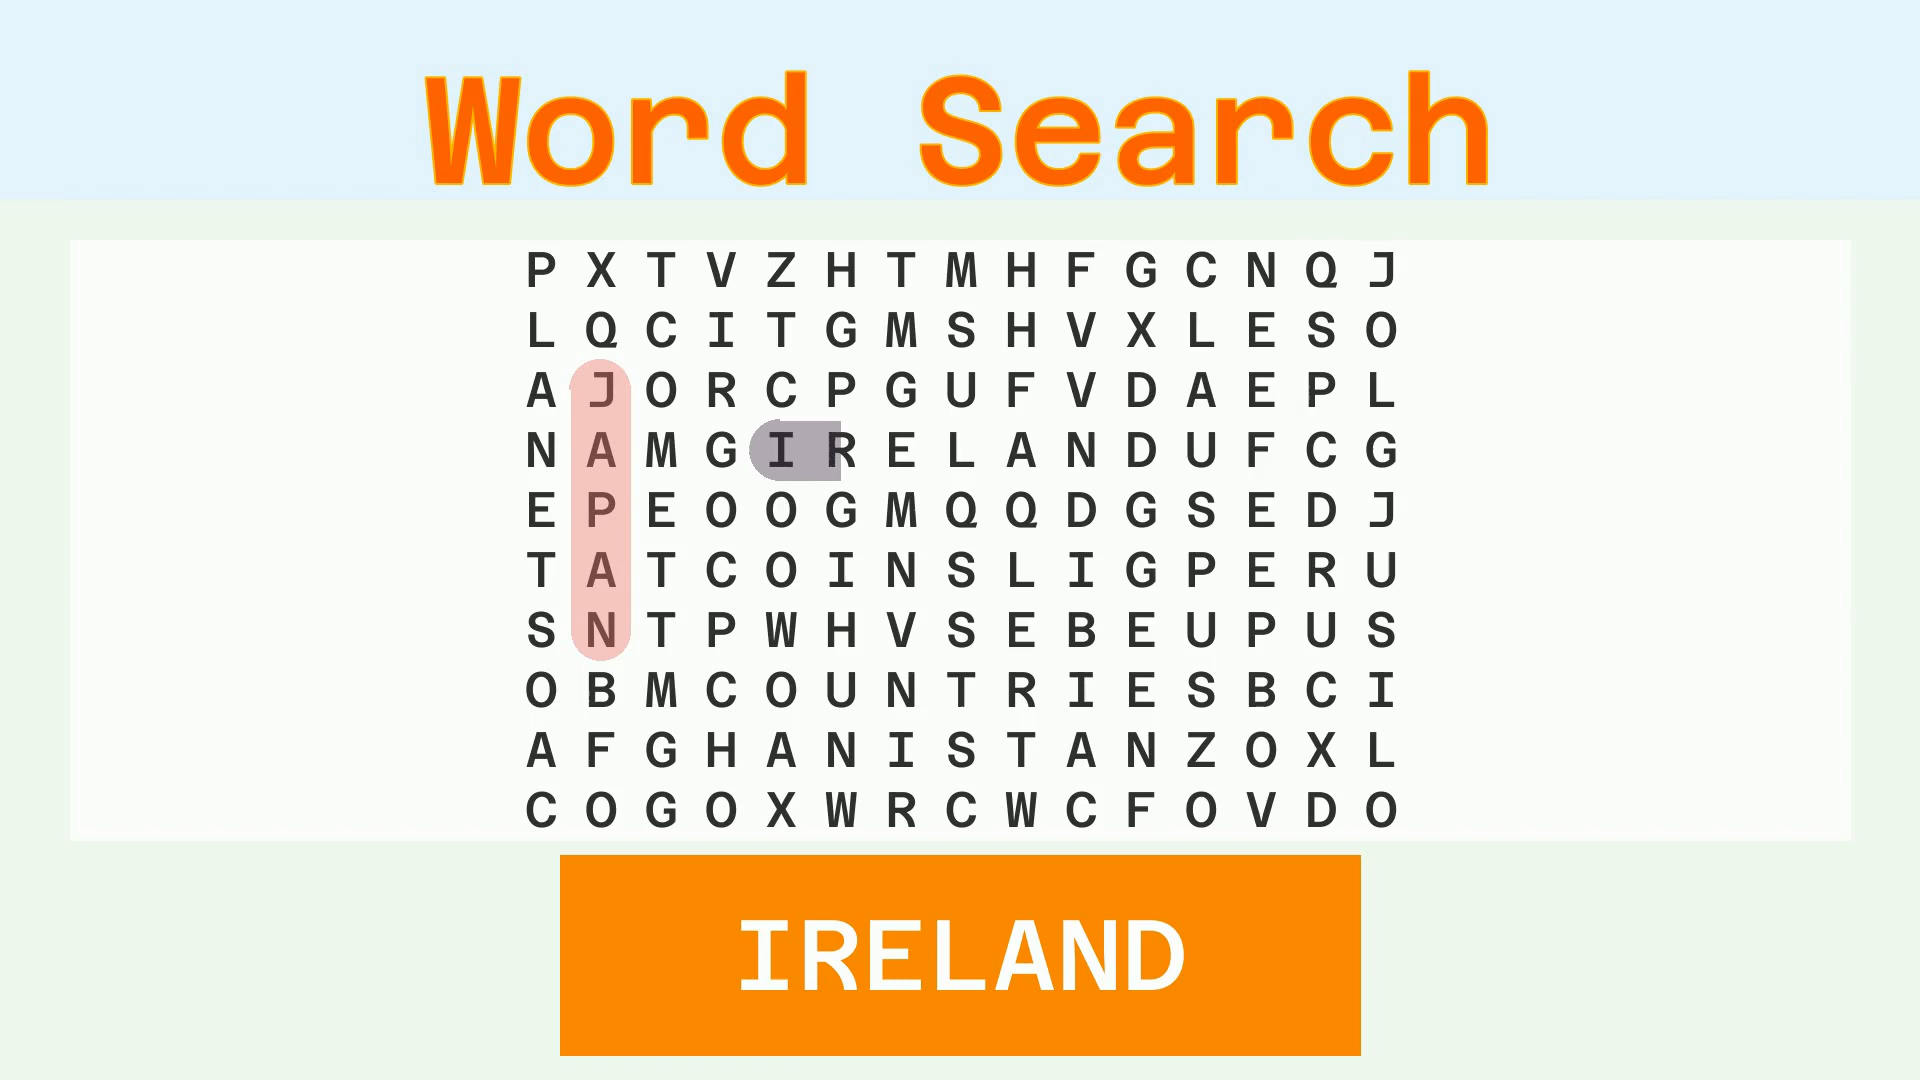 Word Search
P X T V Z H T M H F G C N Q J
L Q C I T G M S H V X L E S O
A J O R C P G U F V D A E P L
N A M G I R E L A N D U F C G
E P E O O G M Q Q D G S E D J
T A T C O I N S L I G P E R U
S N T P W H V S E B E U P U S
O B M C O U N T R I E S B C I
A F G H A N I S T A N Z O X L
C O G O X W R C W C F O V D O
IRELAND